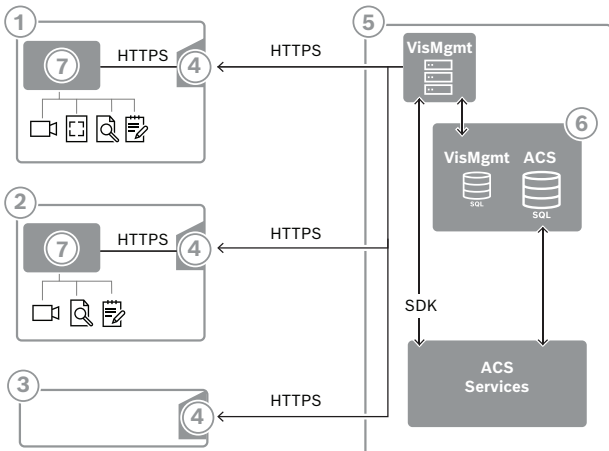 1
7
HTTPS
4
HTTPS
5
VisMgmt
6
VisMgmt ACS
SQL
SQL
2
7
HTTPS
4
HTTPS
SDK
3
4
HTTPS
ACS
Services